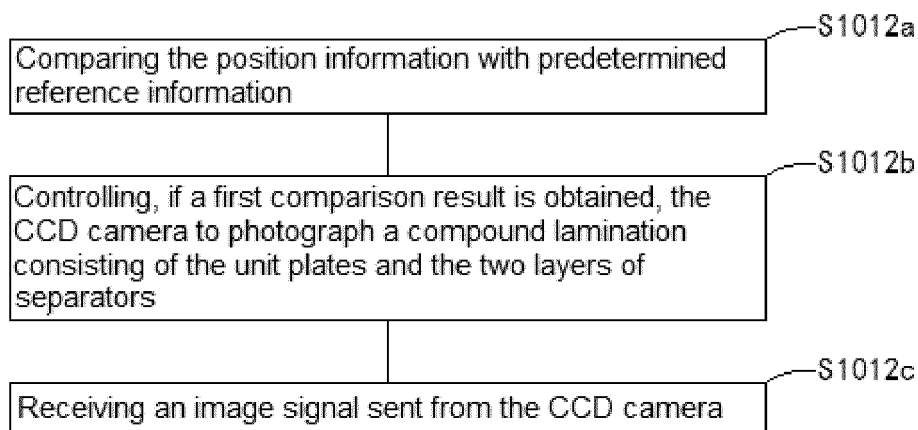 S1012a
Comparing the position information with predetermined
reference information
S1012b
Controlling, if a first comparison result is obtained, the
CCD camera to photograph a compound lamination
consisting of the unit plates and the two layers of
separators
S1012c
Receiving an image signal sent from the CCD camera